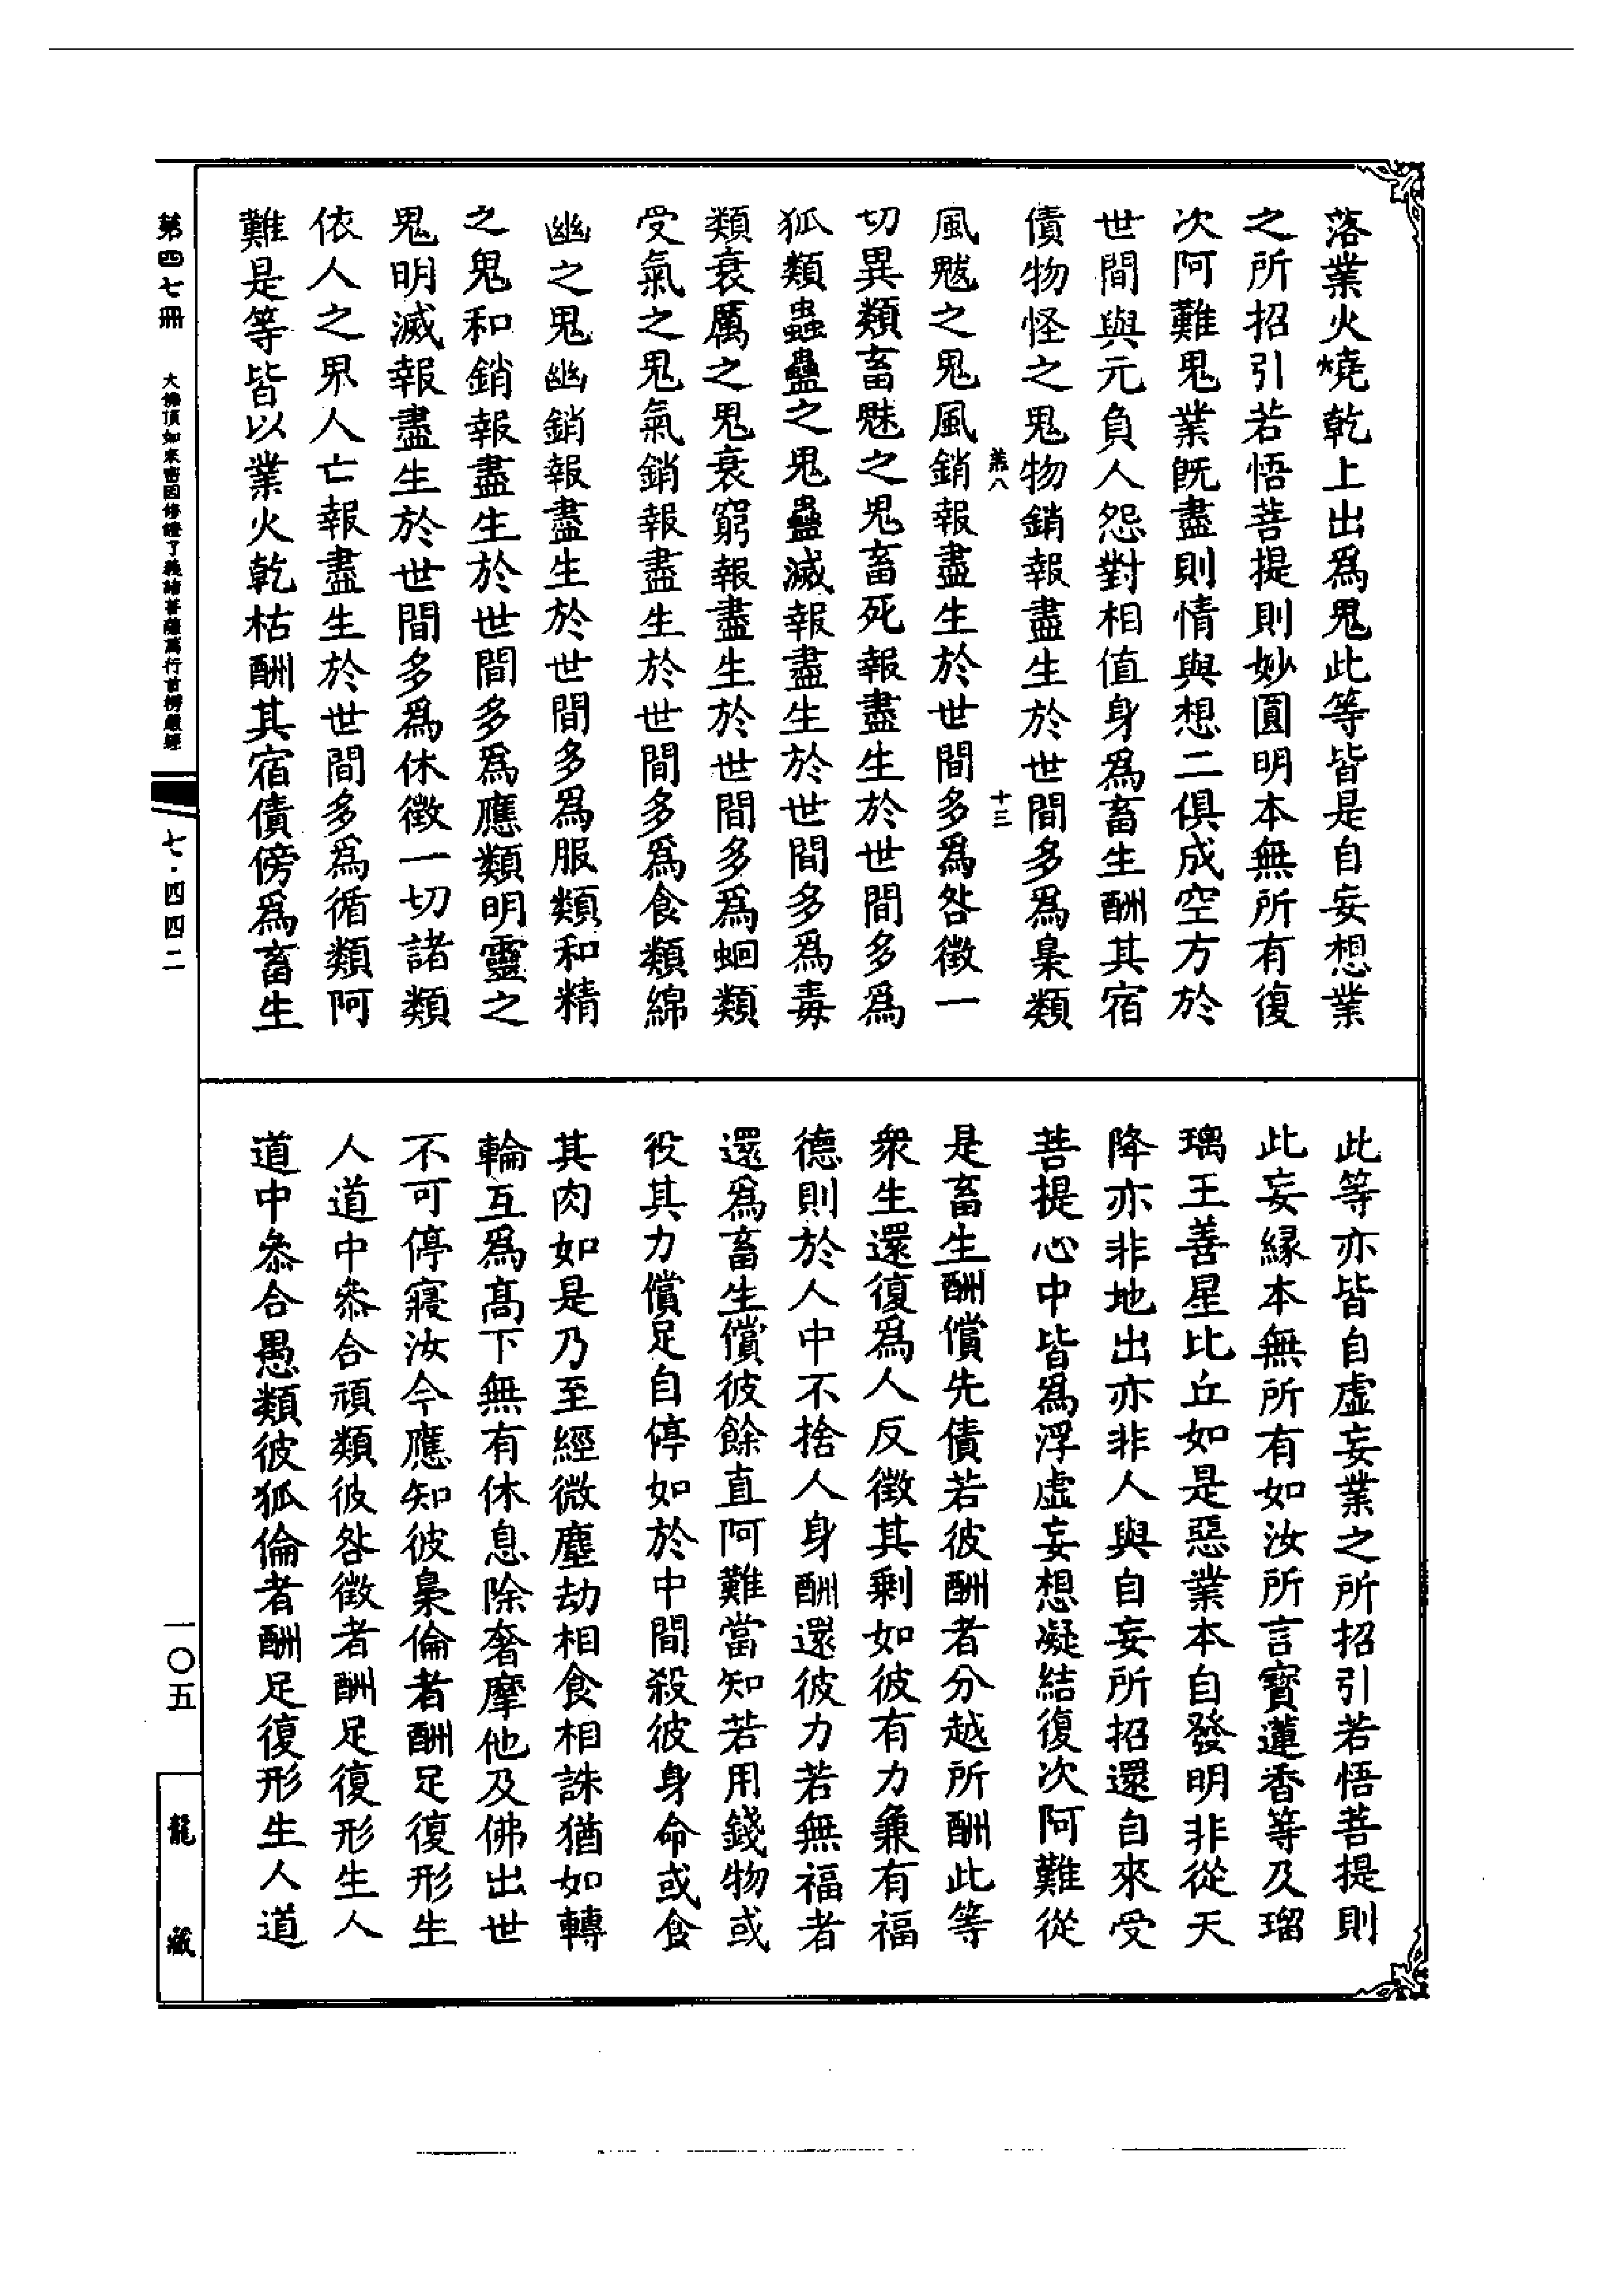 落業火燒乾上出爲鬼此等皆是自妄想業
之所招引若悟菩提則妙圓明本無所有復
次阿難鬼業旣盡則情與想二俱成空方於
世間與元負人怨對相值身爲畜生酬其宿
債物怪之鬼物銷報盡生於世間多爲梟類
風魃之鬼風銷報盡生於世間多爲咎徵一
切異類畜魅之鬼畜死報盡生於世間多爲
狐類蟲蠱之鬼蠱滅報盡生於世間多爲毒
類衰厲之鬼衰窮報盡生於世間多爲蛔類
受氣之鬼氣銷報盡生於世間多爲食類綿
幽之鬼幽銷報盡生於世間多爲服類和精
之鬼和銷報盡生於世間多爲應類明靈之
鬼明滅報盡生於世間多爲休徵一切諸類
依人之鬼人亡報盡生於世間多爲循類阿
難是等皆以業火乾枯酬其宿債傍爲畜生
此等亦皆自虛妄業之所招引若悟菩提則
此妄緣本無所有如汝所言寶蓮香等及瑠
璃王善星比丘如是惡業本自發明非從天
降亦非地出亦非人與自妄所招還自來受
菩提心中皆爲浮虛妄想凝結復次阿難從
是畜生酬償先債若彼酬者分越所酬此等
衆生還復爲人反徵其剩如彼有力兼有福
德則於人中不捨人身酬還彼力若無福者
還爲畜生償彼餘直阿難當知若用錢物或
役其力償足自停如於中間殺彼身命或食
其肉如是乃至經微塵劫相食相誅猶如轉
輪互爲高下無有休息除奢摩他及佛出世
不可停寢汝今應知彼梟倫者酬足復形生
人道中叅合頑類彼咎徵者酬足復形生人
道中叅合愚類彼狐倫者酬足復形生人道
第八
十三
第四七冊
大佛頂如來密因修證了義諸菩薩萬行首楞嚴經
七·四四二
一〇五
龍藏